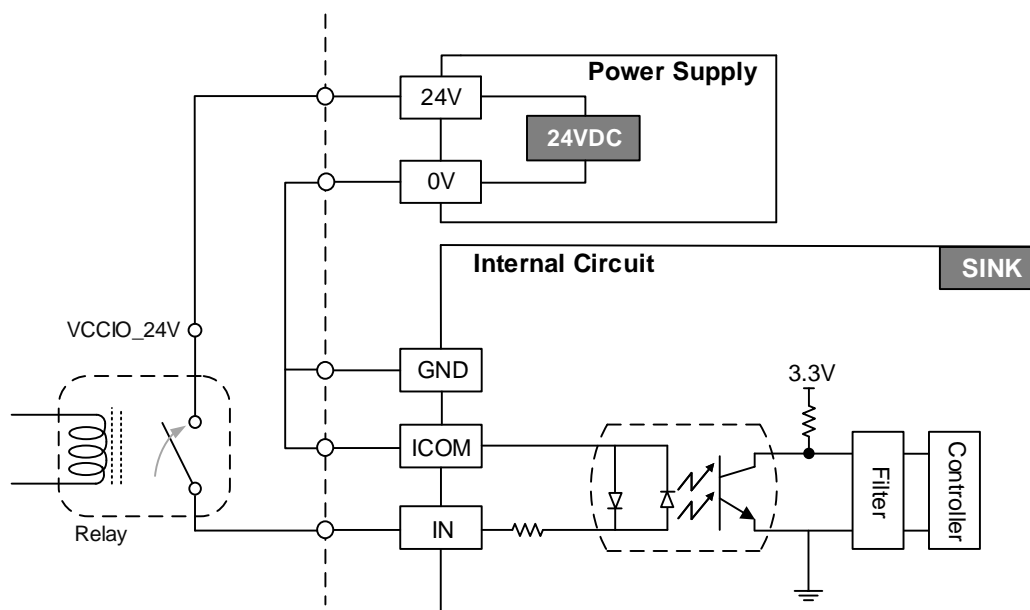 Power Supply
24V
24VDC
0V
Internal Circuit
SINK
VCCIO_24V
GND
3.3V
ICOM
Filter
Controller
IN
Relay